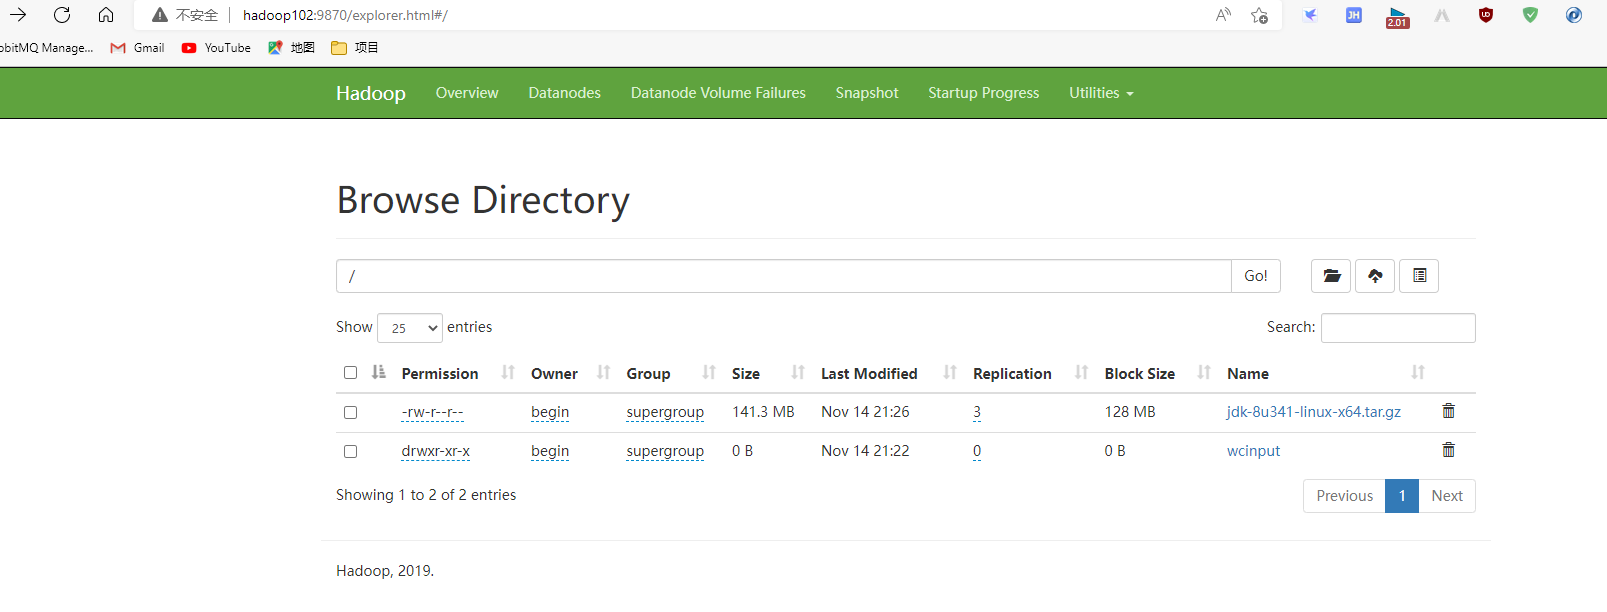 不安全 hadoop102:9870/explorer.html#/
JH
2.01
obitMQ Manage... Gmail YouTube 地图 项目
Hadoop Overview Datanodes Datanode Volume Failures Snapshot Startup Progress Utilities
Browse Directory
/ Go!
Show 25 entries Search:
Permission Owner Group Size Last Modified Replication Block Size Name
-rw-r--r-- begin supergroup 141.3 MB Nov 14 21:26 3 128 MB jdk-8u341-linux-x64.tar.gz
drwxr-xr-x begin supergroup 0 B Nov 14 21:22 0 0 B wcinput
Showing 1 to 2 of 2 entries Previous 1 Next
Hadoop, 2019.